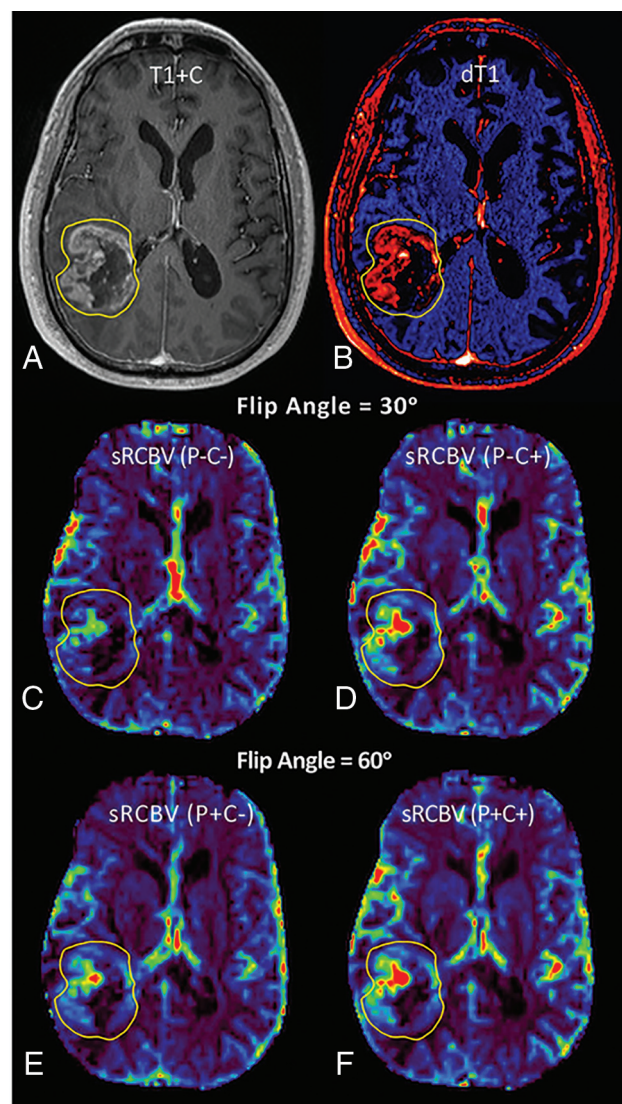 T1+C
dT1
A
B
Flip Angle = 30°
sRCBV (P-C-)
sRCBV (P-C+)
C
D
Flip Angle = 60°
sRCBV (P+C-)
sRCBV (P+C+)
E
F